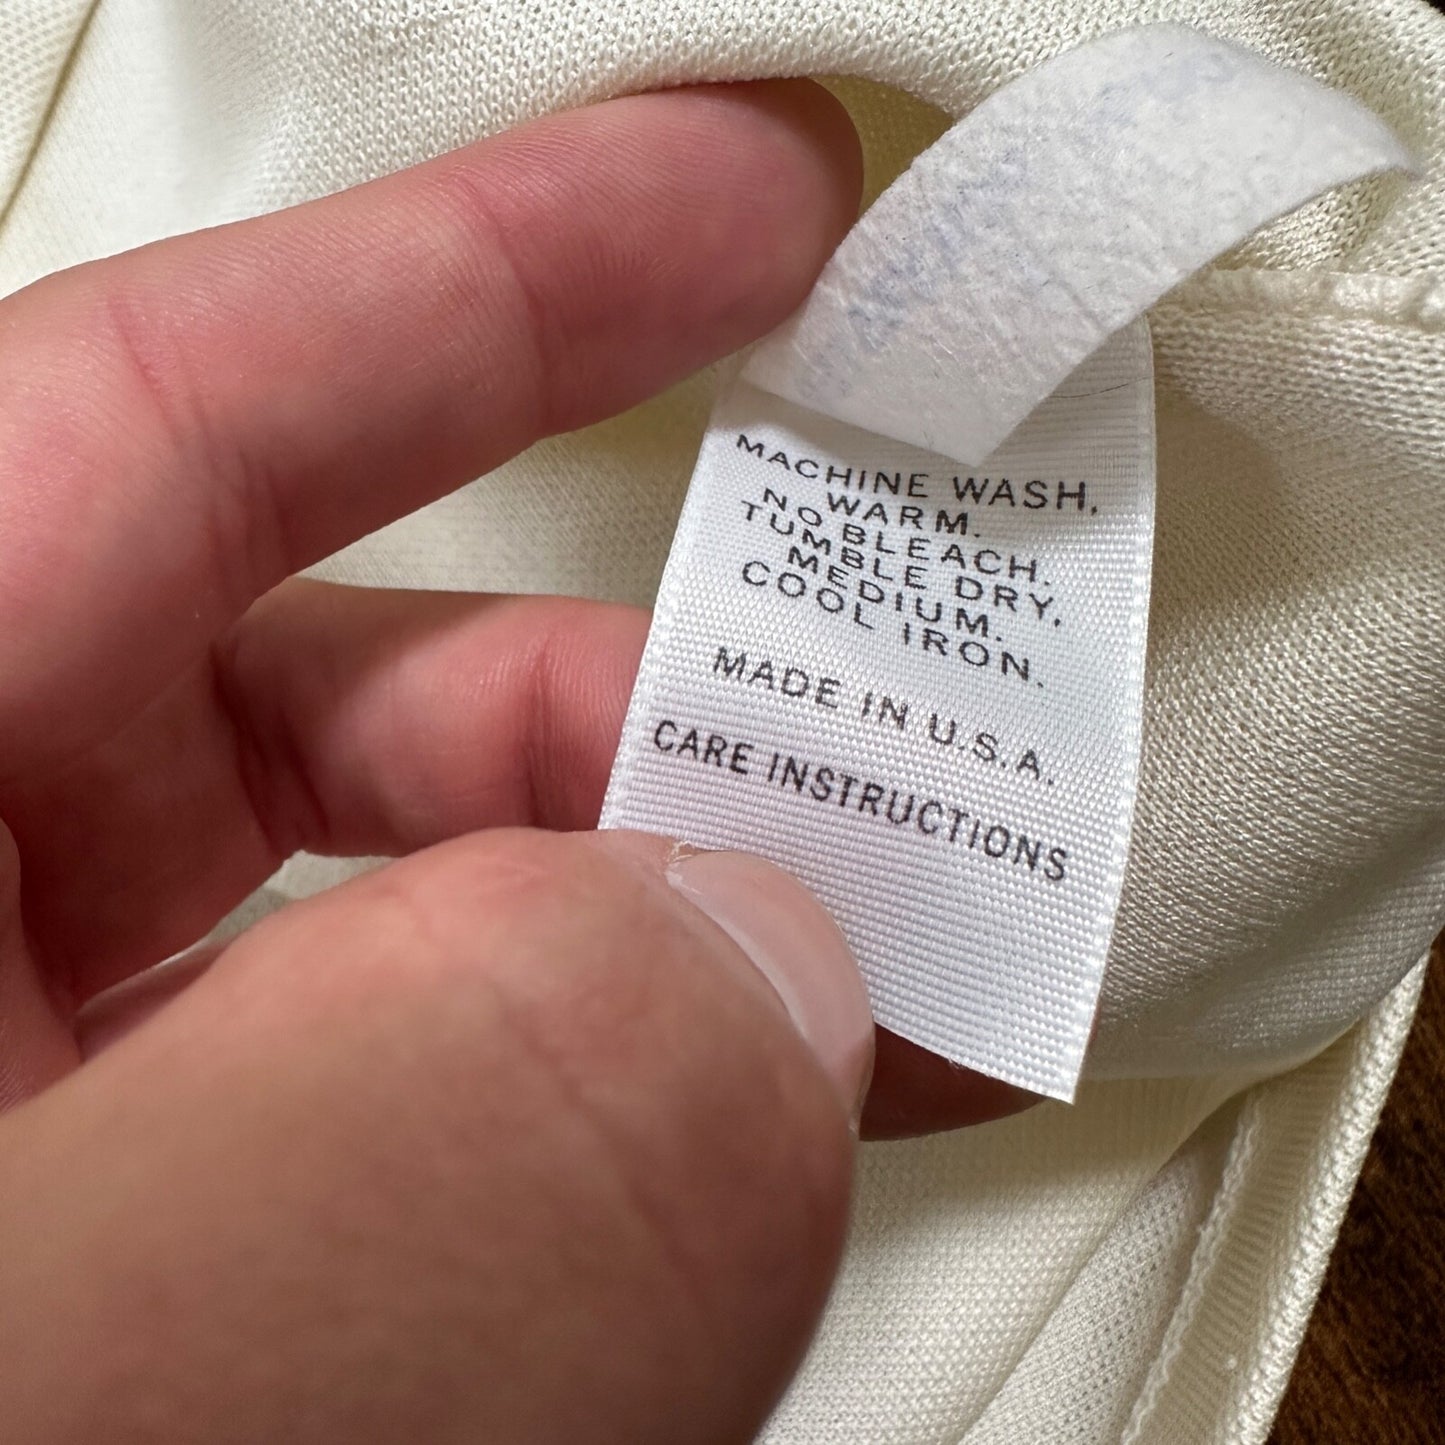 MACHINE WASH,
WARM.
NO BLEACH.
TUMBLE DRY,
MEDIUM.
COOL IRON.
MADE IN U.S.A.
CARE INSTRUCTIONS